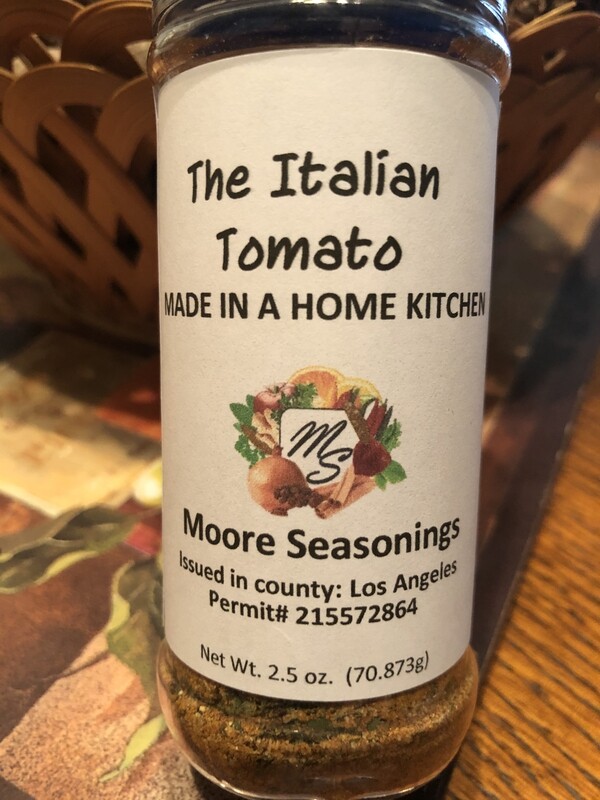 The Italian
Tomato
MADE IN A HOME KITCHEN
MS
Moore Seasonings
Issued in county: Los Angeles
Permit# 215572864
Net Wt. 2.5 oz. (70.873g)